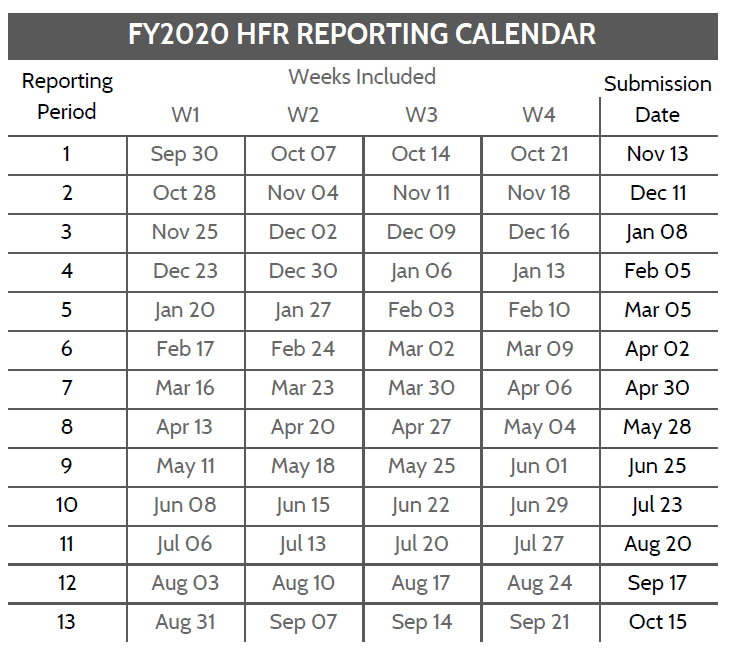 FY2020 HFR REPORTING CALENDAR
Reporting Period Weeks Included Submission Date
W1 W2 W3 W4
1 Sep 30 Oct 07 Oct 14 Oct 21 Nov 13
2 Oct 28 Nov 04 Nov 11 Nov 18 Dec 11
3 Nov 25 Dec 02 Dec 09 Dec 16 Jan 08
4 Dec 23 Dec 30 Jan 06 Jan 13 Feb 05
5 Jan 20 Jan 27 Feb 03 Feb 10 Mar 05
6 Feb 17 Feb 24 Mar 02 Mar 09 Apr 02
7 Mar 16 Mar 23 Mar 30 Apr 06 Apr 30
8 Apr 13 Apr 20 Apr 27 May 04 May 28
9 May 11 May 18 May 25 Jun 01 Jun 25
10 Jun 08 Jun 15 Jun 22 Jun 29 Jul 23
11 Jul 06 Jul 13 Jul 20 Jul 27 Aug 20
12 Aug 03 Aug 10 Aug 17 Aug 24 Sep 17
13 Aug 31 Sep 07 Sep 14 Sep 21 Oct 15